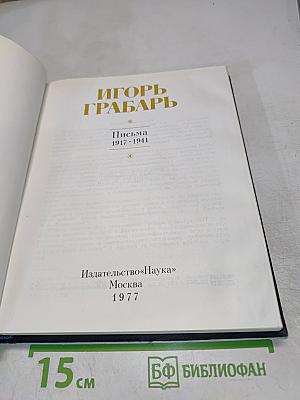 ИГОРЬ
ГРАБАРЬ
Письма
1917-1941
Издательство«Наука»
Москва
1977
15 см
БФ БИБЛИОФАН